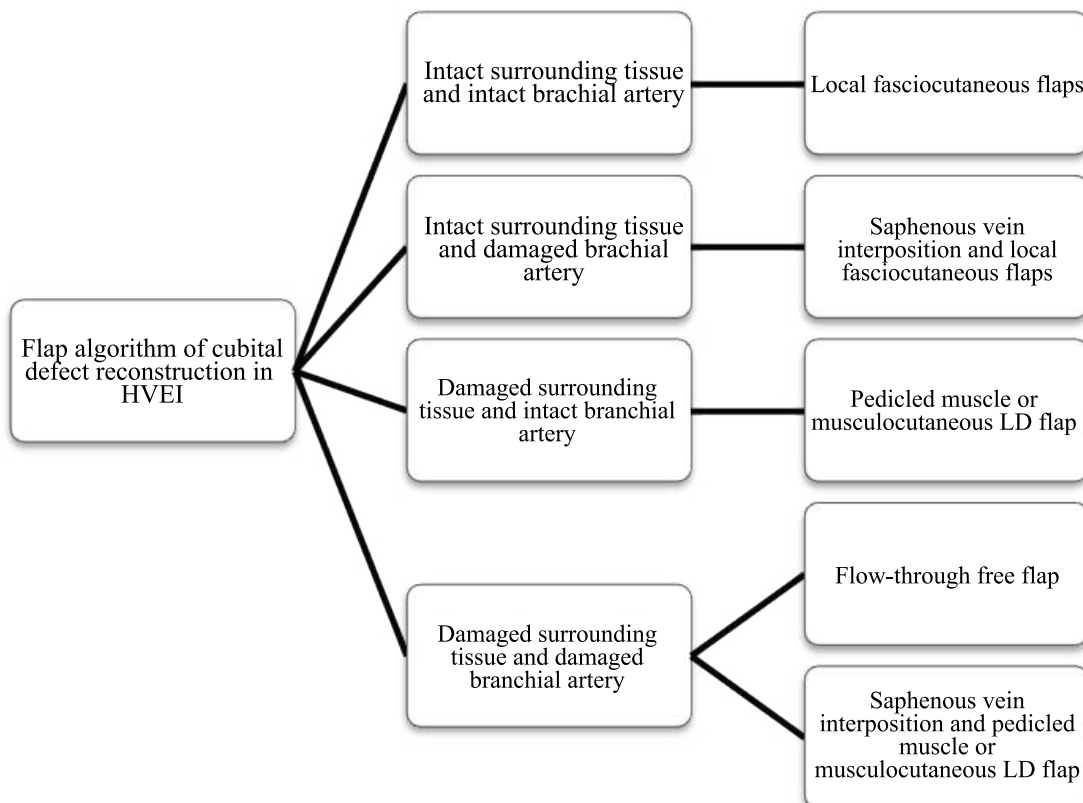 Flap algorithm of cubital
defect reconstruction in
HVEI
Intact surrounding tissue
and intact brachial artery
Local fasciocutaneous flaps
Intact surrounding tissue
and damaged brachial
artery
Saphenous vein
interposition and local
fasciocutaneous flaps
Damaged surrounding
tissue and intact branchial
artery
Pedicled muscle or
musculocutaneous LD flap
Damaged surrounding
tissue and damaged
branchial artery
Flow-through free flap
Saphenous vein
interposition and pedicled
muscle or
musculocutaneous LD flap